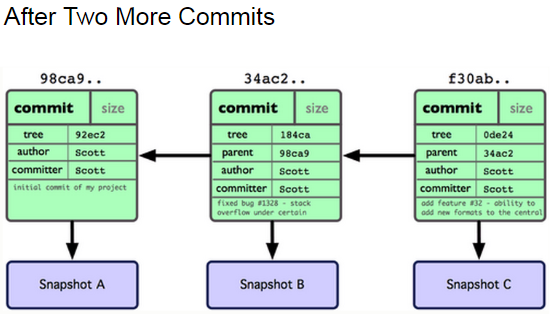 After Two More Commits
98ca9..
commit size
tree 92ec2
author Scott
committer Scott
initial commit of my project
Snapshot A
34ac2..
commit size
tree 184ca
parent 98ca9
author Scott
committer Scott
fixed bug #1328 - stack
overflow under certain
Snapshot B
f30ab..
commit size
tree 0de24
parent 34ac2
author Scott
committer Scott
add feature #32 - ability to
add new formats to the central
Snapshot C